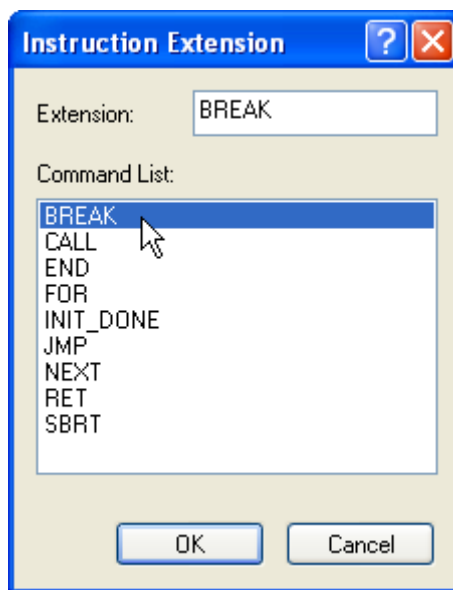 Instruction Extension
Extension: BREAK
Command List:
BREAK
CALL
END
FOR
INIT_DONE
JMP
NEXT
RET
SBRT
OK Cancel